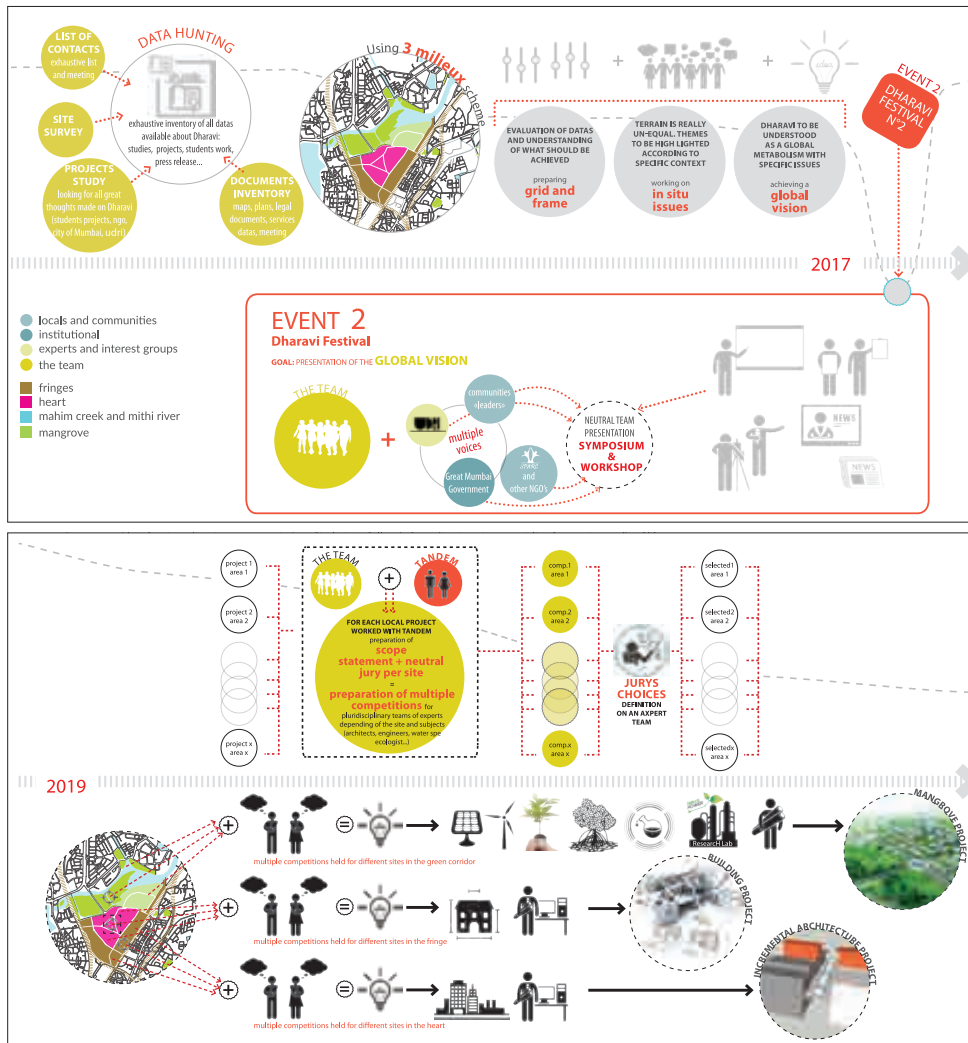 LIST OF
CONTACTS
exhaustive list
and meeting
SITE
SURVEY
PROJECTS
STUDY
looking for all great
thoughts made on Dharavi
(students projects, ngo,
city of Mumbai, udri)
DATA HUNTING
exhaustive inventory of all datas
available about Dharavi:
studies, projects, students work,
press release...
DOCUMENTS
INVENTORY
maps, plans, legal
documents, services
datas, meeting
Using 3 milieux scheme
+
+
EVALUATION OF DATAS
AND UNDERSTANDING
OF WHAT SHOULD BE
ACHIEVED
preparing
grid and
frame
TERRAIN IS REALLY
UN-EQUAL. THEMES
TO BE HIGH LIGHTED
ACCORDING TO
SPECIFIC CONTEXT
working on
in situ
issues
DHARAVI TO BE
UNDERSTOOD
AS A GLOBAL
METABOLISM WITH
SPECIFIC ISSUES
achieving a
global
vision
EVENT 2
DHARAVI
FESTIVAL
N°2
2017
locals and communities
institutional
experts and interest groups
the team
fringes
heart
mahim creek and mithi river
mangrove
EVENT 2
Dharavi Festival
GOAL: PRESENTATION OF THE GLOBAL VISION
THE TEAM
+
communities
«leaders»
multiple
voices
Great Mumbai
Government
and
other NGO's
NEUTRAL TEAM
PRESENTATION
SYMPOSIUM
&
WORKSHOP
NEWS
NEWS
project 1
area 1
project 2
area 2
project x
area x
THE TEAM
+
TANDEM
FOR EACH LOCAL PROJECT
WORKED WITH TANDEM
preparation of
scope
statement + neutral
jury per site
=
preparation of multiple
competitions for
pluridisciplinary teams of experts
depending of the site and subjects
(architects, engineers, water spe
ecologist...)
comp.1
area 1
comp.2
area 2
comp.x
area x
JURYS
CHOICES
DEFINITION
ON AN AXPERT
TEAM
selected1
area 1
selected2
area 2
selectedx
area x
2019
+
=
ResearcH Lab
MANGROVE PROJECT
multiple competitions held for different sites in the green corridor
+
=
BUILDING PROJECT
multiple competitions held for different sites in the fringe
+
=
INCREMENTAL ARCHITECTURE PROJECT
multiple competitions held for different sites in the heart